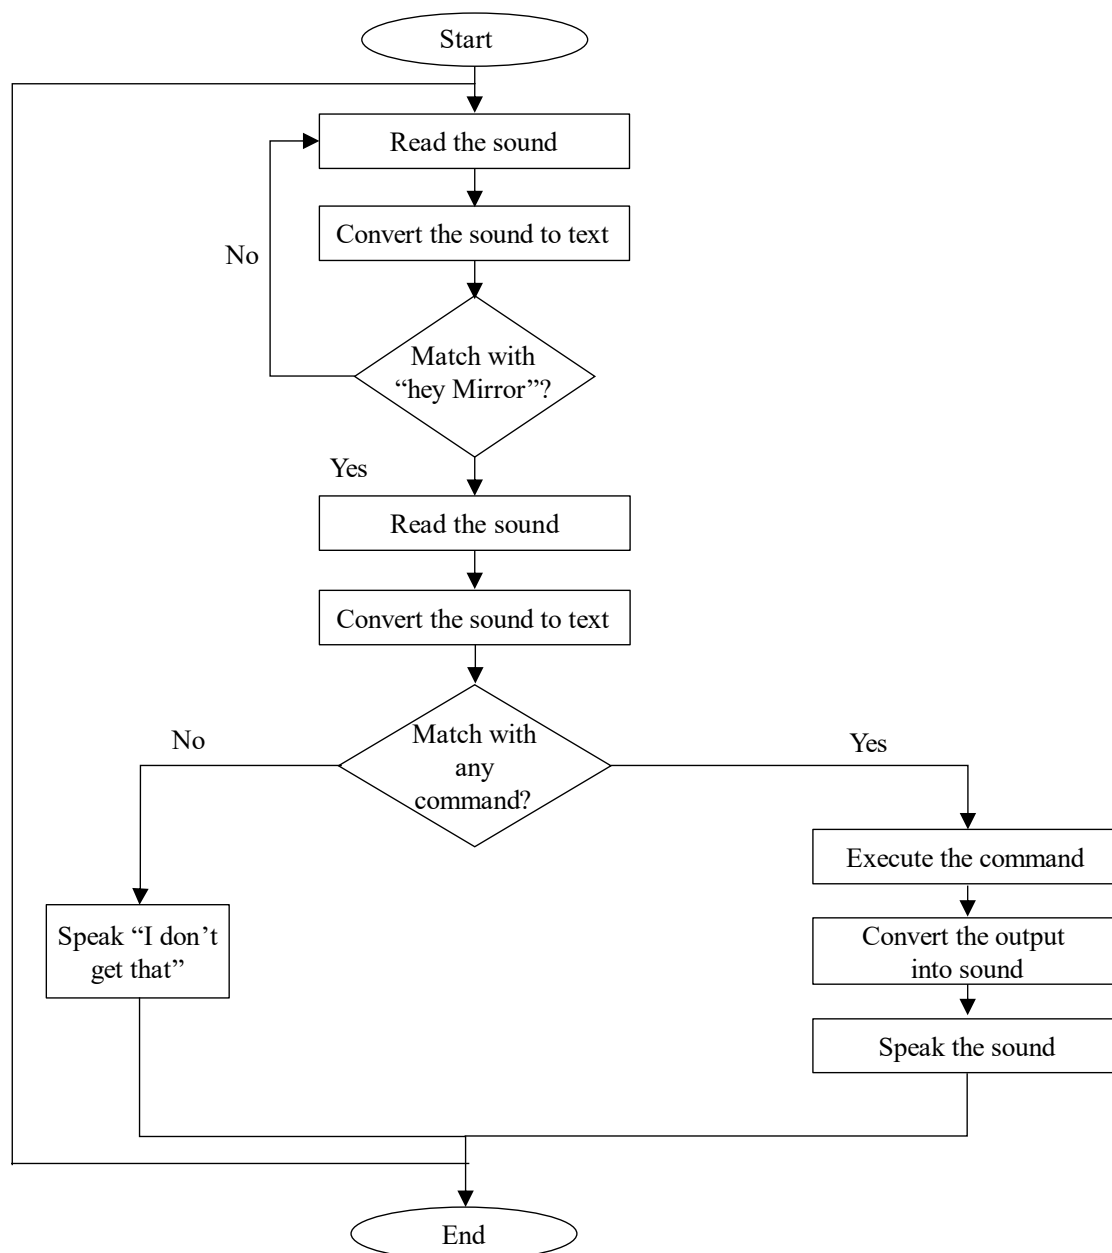 Start
Read the sound
Convert the sound to text
No
Match with
“hey Mirror”?
Yes
Read the sound
Convert the sound to text
No
Match with
any
command?
Yes
Execute the command
Speak “I don’t
get that”
Convert the output
into sound
Speak the sound
End